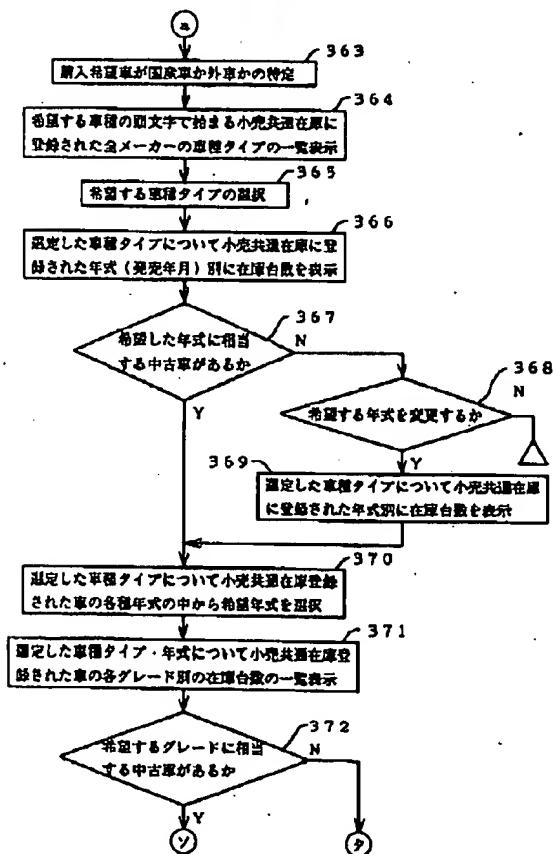 363
購入希望車が国産車か外車かの特定
364
希望する車種の頭文字で始まる小売共通在庫に
登録された全メーカーの車種タイプの一覧表示
365
希望する車種タイプの選択
366
選定した車種タイプについて小売共通在庫に登
録された年式(発売年月)別に在庫台数を表示
367
希望した年式に相当
する中古車があるか
N
Y
368
希望する年式を変更するか
N
Y
369
選定した車種タイプについて小売共通在庫
に登録された年式別に在庫台数を表示
370
選定した車種タイプについて小売共通在庫登録
された車の各種年式の中から希望年式を選択
371
選定した車種タイプ・年式について小売共通在庫登
録された車の各グレード別の在庫台数の一覧表示
372
希望するグレードに相当
する中古車があるか
N
Y
ソ
タ